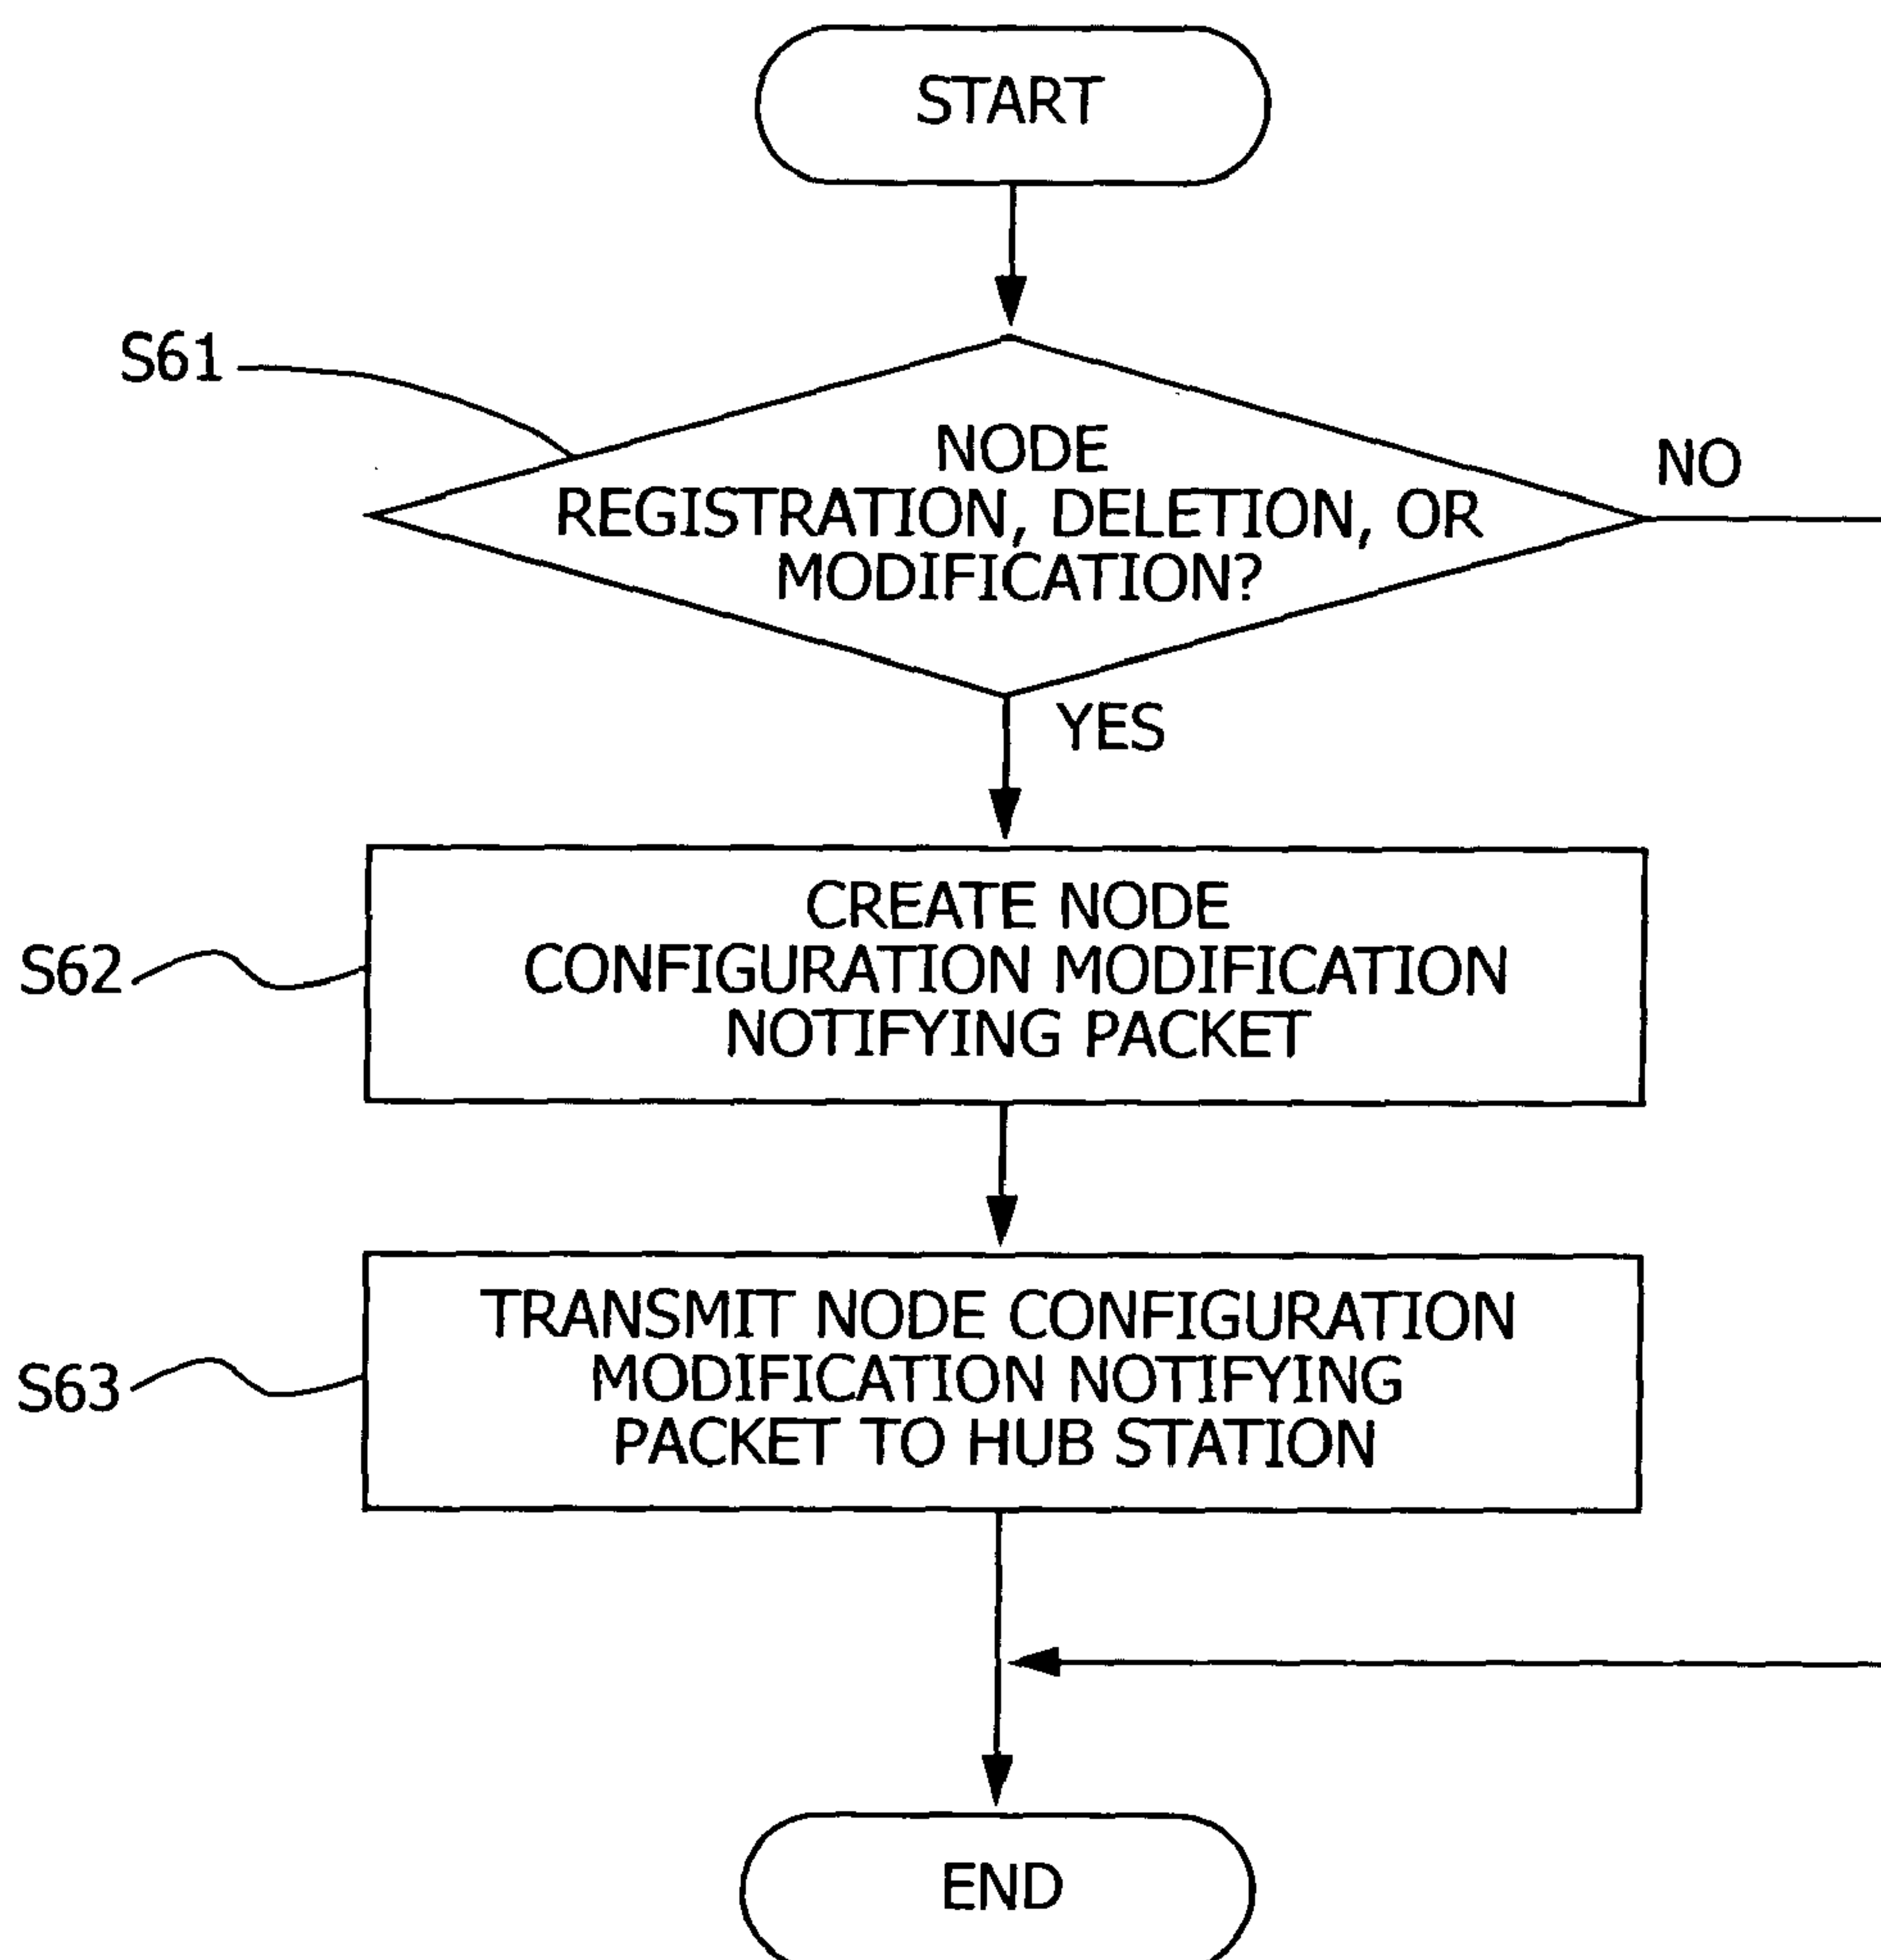 START
S61
NODE
REGISTRATION, DELETION, OR
MODIFICATION?
NO
YES
S62
CREATE NODE
CONFIGURATION MODIFICATION
NOTIFYING PACKET
S63
TRANSMIT NODE CONFIGURATION
MODIFICATION NOTIFYING
PACKET TO HUB STATION
END